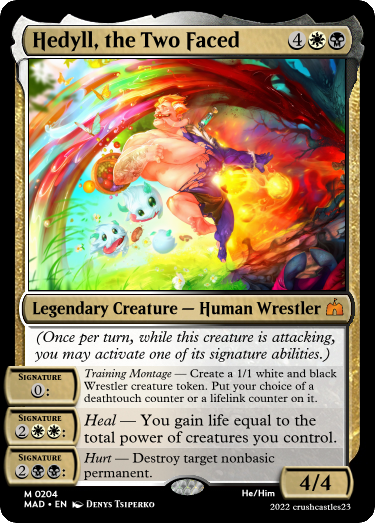 Hedyll, the Two Faced 4
Legendary Creature — Human Wrestler
(Once per turn, while this creature is attacking,
you may activate one of its signature abilities.)
SIGNATURE
0:
Training Montage — Create a 1/1 white and black
Wrestler creature token. Put your choice of a
deathtouch counter or a lifelink counter on it.
SIGNATURE
2 :
Heal — You gain life equal to the
total power of creatures you control.
SIGNATURE
2 :
Hurt — Destroy target nonbasic
permanent.
4/4
M 0204
MAD • EN DENYS TSIPERKO
He/Him
2022 crushcastles23